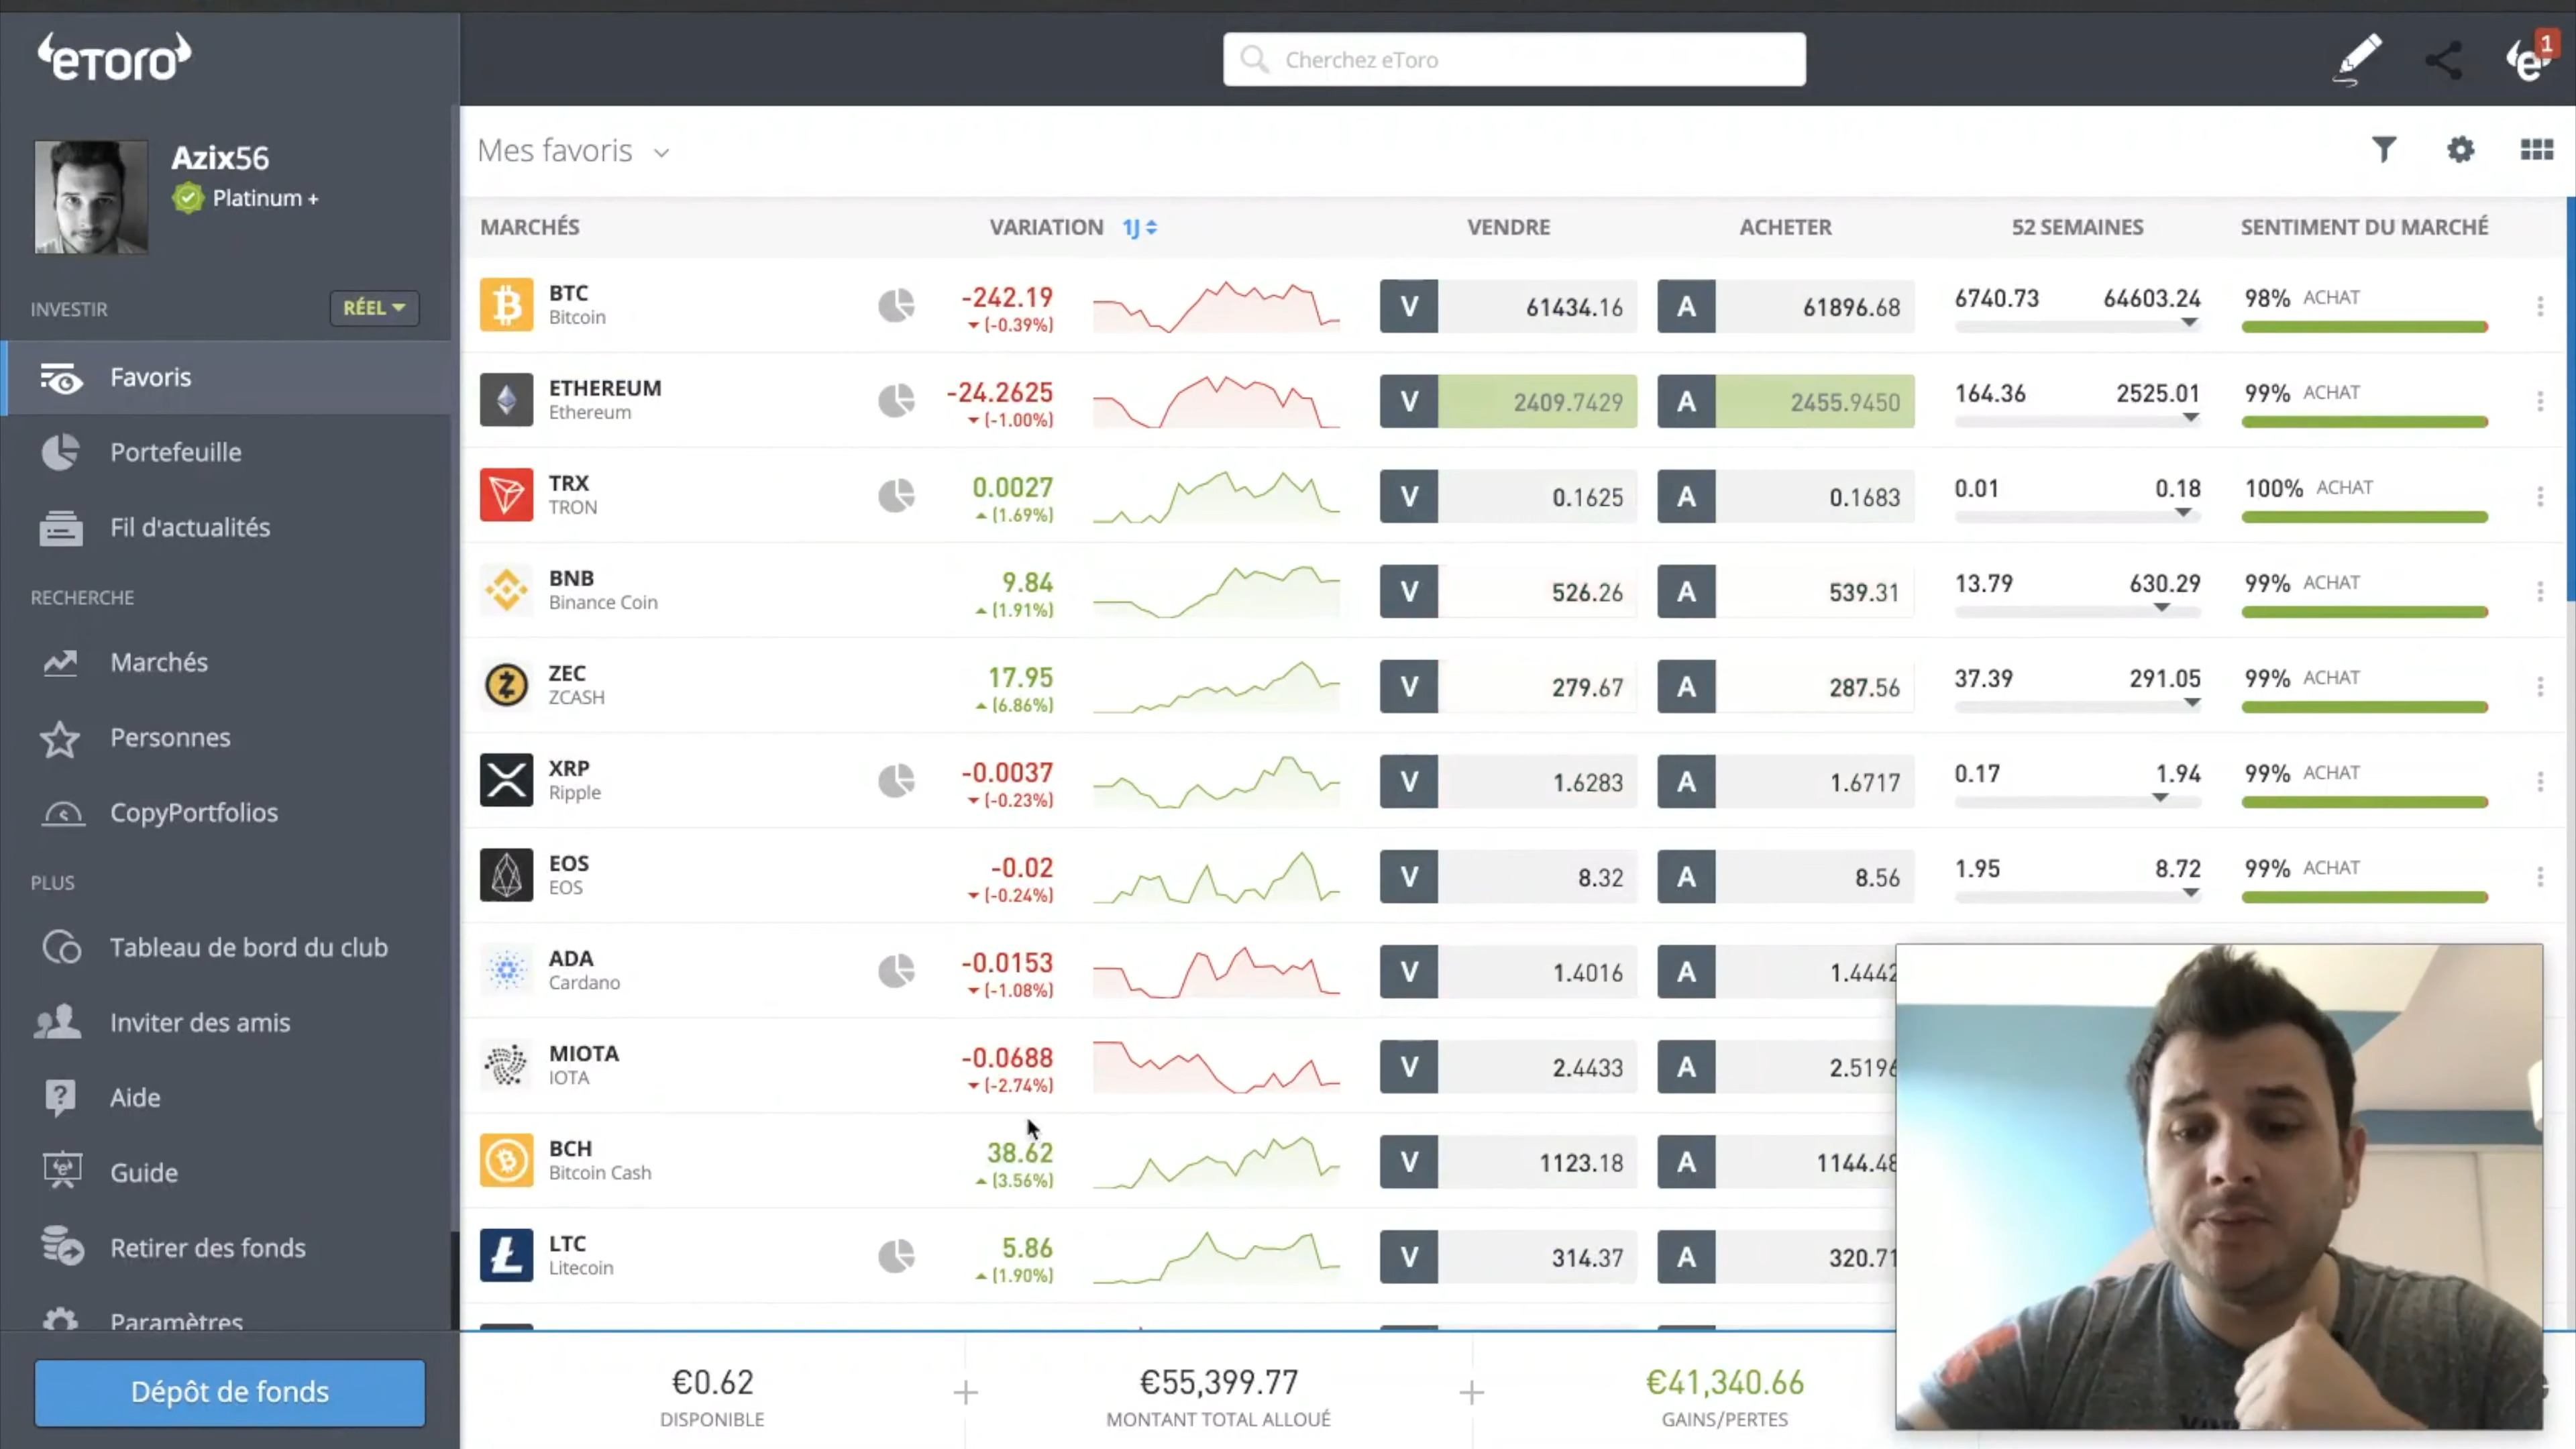 eToro
Cherchez eToro
1
Azix56
Platinum +
INVESTIR
RÉEL
Favoris
Portefeuille
Fil d'actualités
RECHERCHE
Marchés
Personnes
CopyPortfolios
PLUS
Tableau de bord du club
Inviter des amis
Aide
Guide
Retirer des fonds
Paramètres
Dépôt de fonds
Mes favoris
MARCHÉS VARIATION 1J VENDRE ACHETER 52 SEMAINES SENTIMENT DU MARCHÉ
BTC -242.19 V 61434.16 A 61896.68 6740.73 64603.24 98% ACHAT
Bitcoin (-0.39%)
ETHEREUM -24.2625 V 2409.7429 A 2455.9450 164.36 2525.01 99% ACHAT
Ethereum (-1.00%)
TRX 0.0027 V 0.1625 A 0.1683 0.01 0.18 100% ACHAT
TRON (1.69%)
BNB 9.84 V 526.26 A 539.31 13.79 630.29 99% ACHAT
Binance Coin (1.91%)
ZEC 17.95 V 279.67 A 287.56 37.39 291.05 99% ACHAT
ZCASH (6.86%)
XRP -0.0037 V 1.6283 A 1.6717 0.17 1.94 99% ACHAT
Ripple (-0.23%)
EOS -0.02 V 8.32 A 8.56 1.95 8.72 99% ACHAT
EOS (-0.24%)
ADA -0.0153 V 1.4016 A 1.4442
Cardano (-1.08%)
MIOTA -0.0688 V 2.4433 A 2.5196
IOTA (-2.74%)
BCH 38.62 V 1123.18 A 1144.48
Bitcoin Cash (3.56%)
LTC 5.86 V 314.37 A 320.71
Litecoin (1.90%)
€0.62 + €55,399.77 + €41,340.66
DISPONIBLE MONTANT TOTAL ALLOUÉ GAINS/PERTES